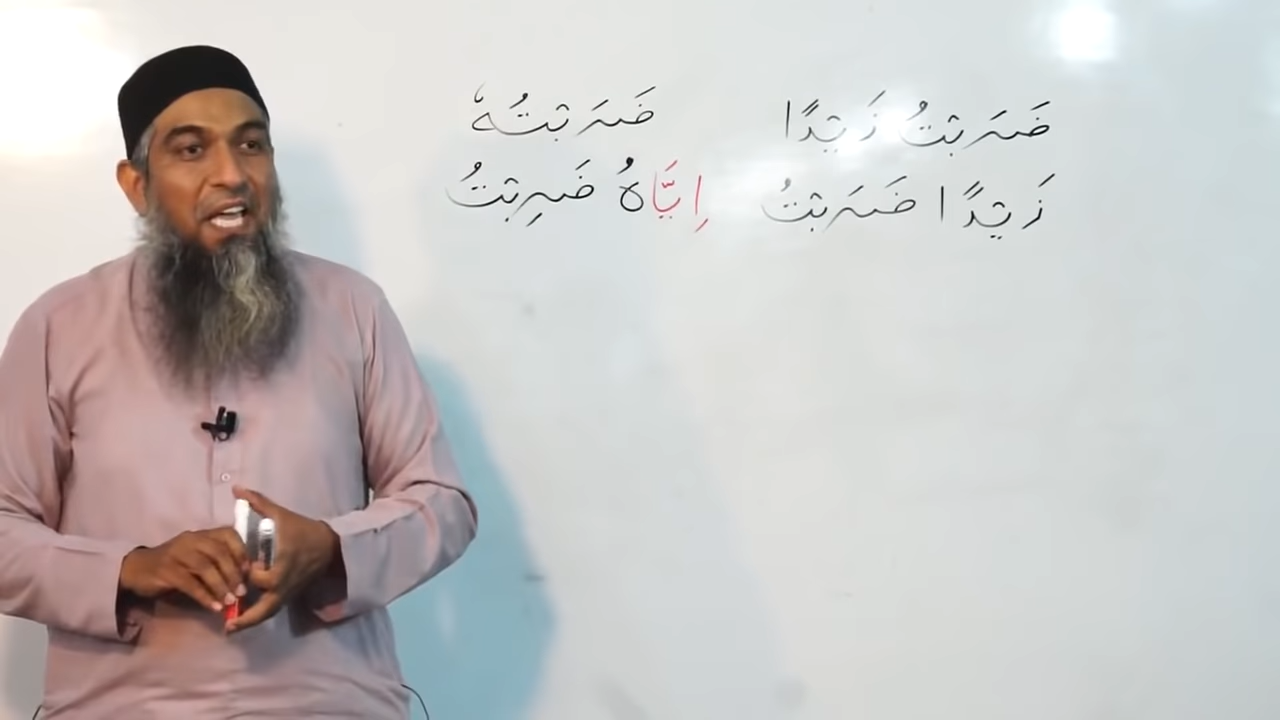 ضَرَبْتُ زَيْدًا ضَرَبْتُهٗ
زَيْدًا ضَرَبْتُ اِيَّاهُ ضَرِبْتُ